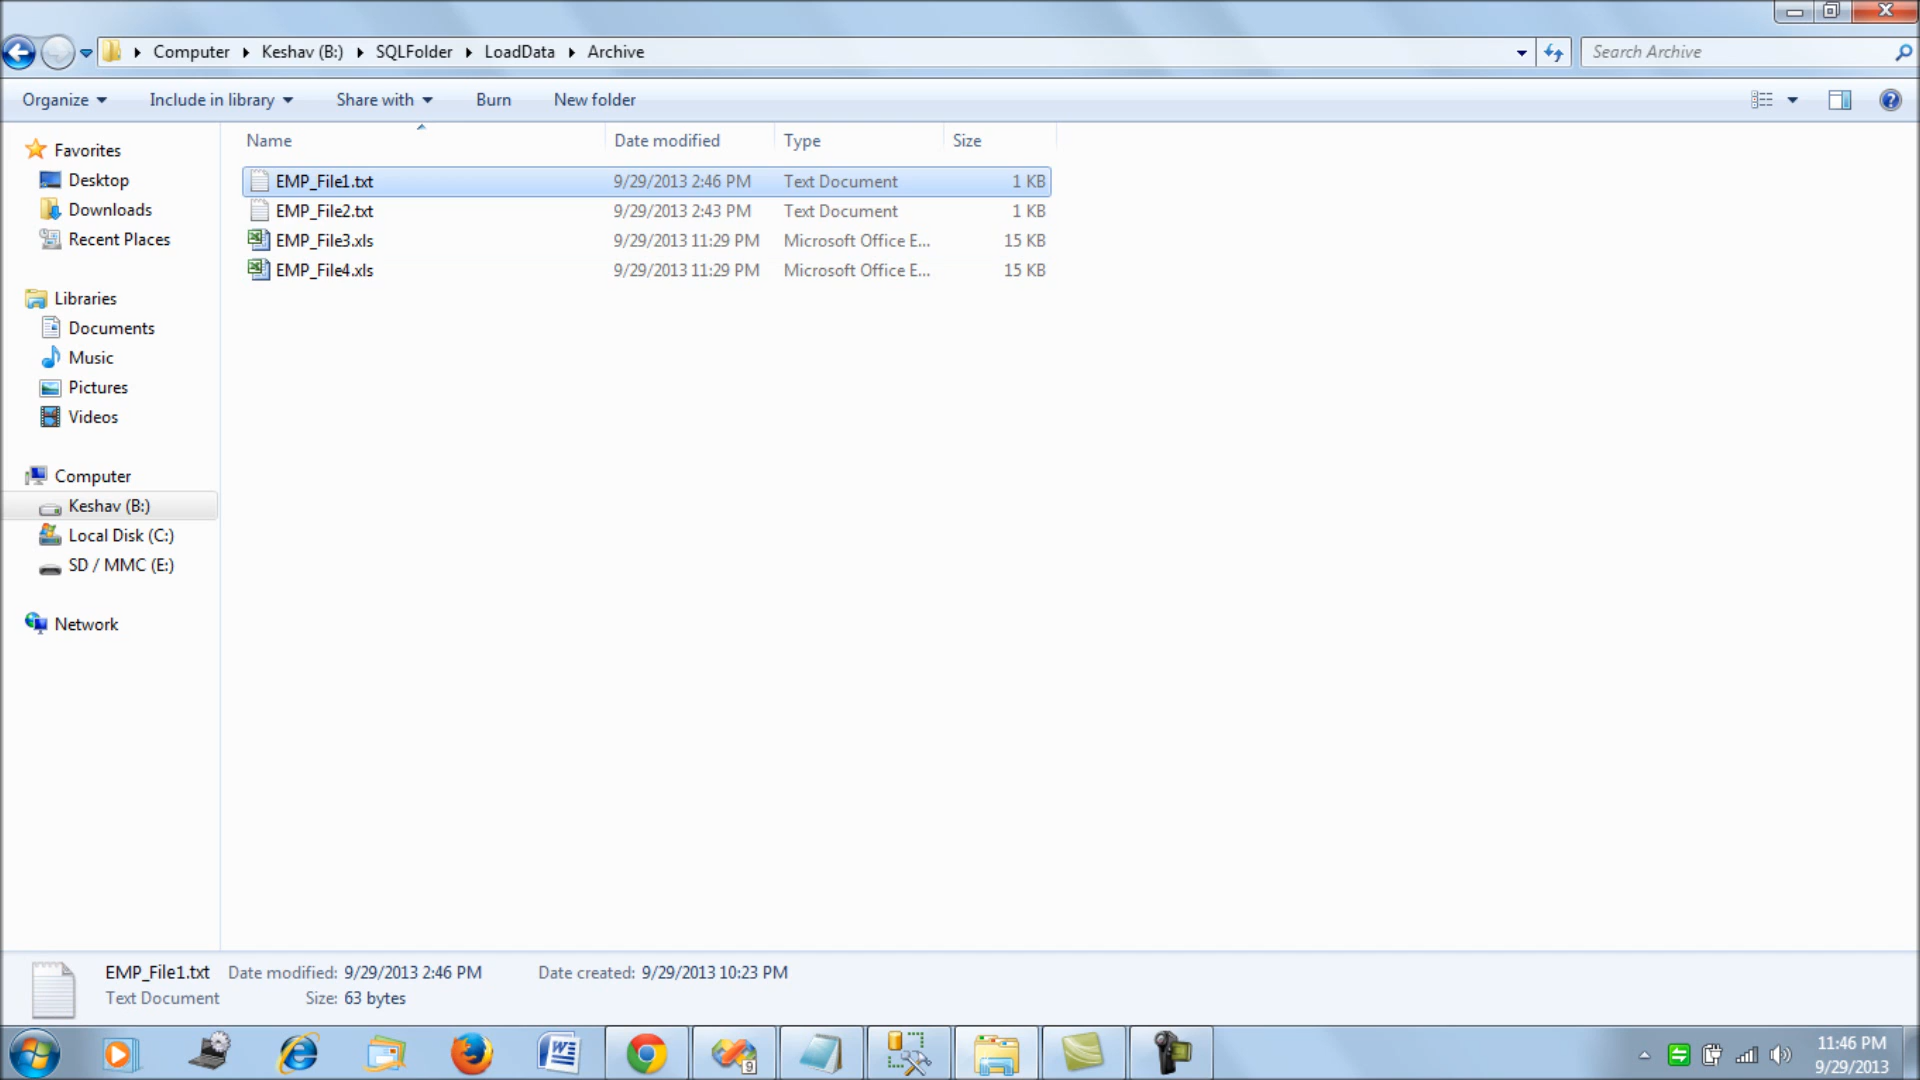 Computer Keshav (B:) SQLFolder LoadData Archive
Search Archive
Organize Include in library Share with Burn New folder
Name Date modified Type Size
EMP_File1.txt 9/29/2013 2:46 PM Text Document 1 KB
EMP_File2.txt 9/29/2013 2:43 PM Text Document 1 KB
EMP_File3.xls 9/29/2013 11:29 PM Microsoft Office E... 15 KB
EMP_File4.xls 9/29/2013 11:29 PM Microsoft Office E... 15 KB
Favorites
Desktop
Downloads
Recent Places
Libraries
Documents
Music
Pictures
Videos
Computer
Keshav (B:)
Local Disk (C:)
SD / MMC (E:)
Network
EMP_File1.txt Date modified: 9/29/2013 2:46 PM Date created: 9/29/2013 10:23 PM
Text Document Size: 63 bytes
9
11:46 PM
9/29/2013